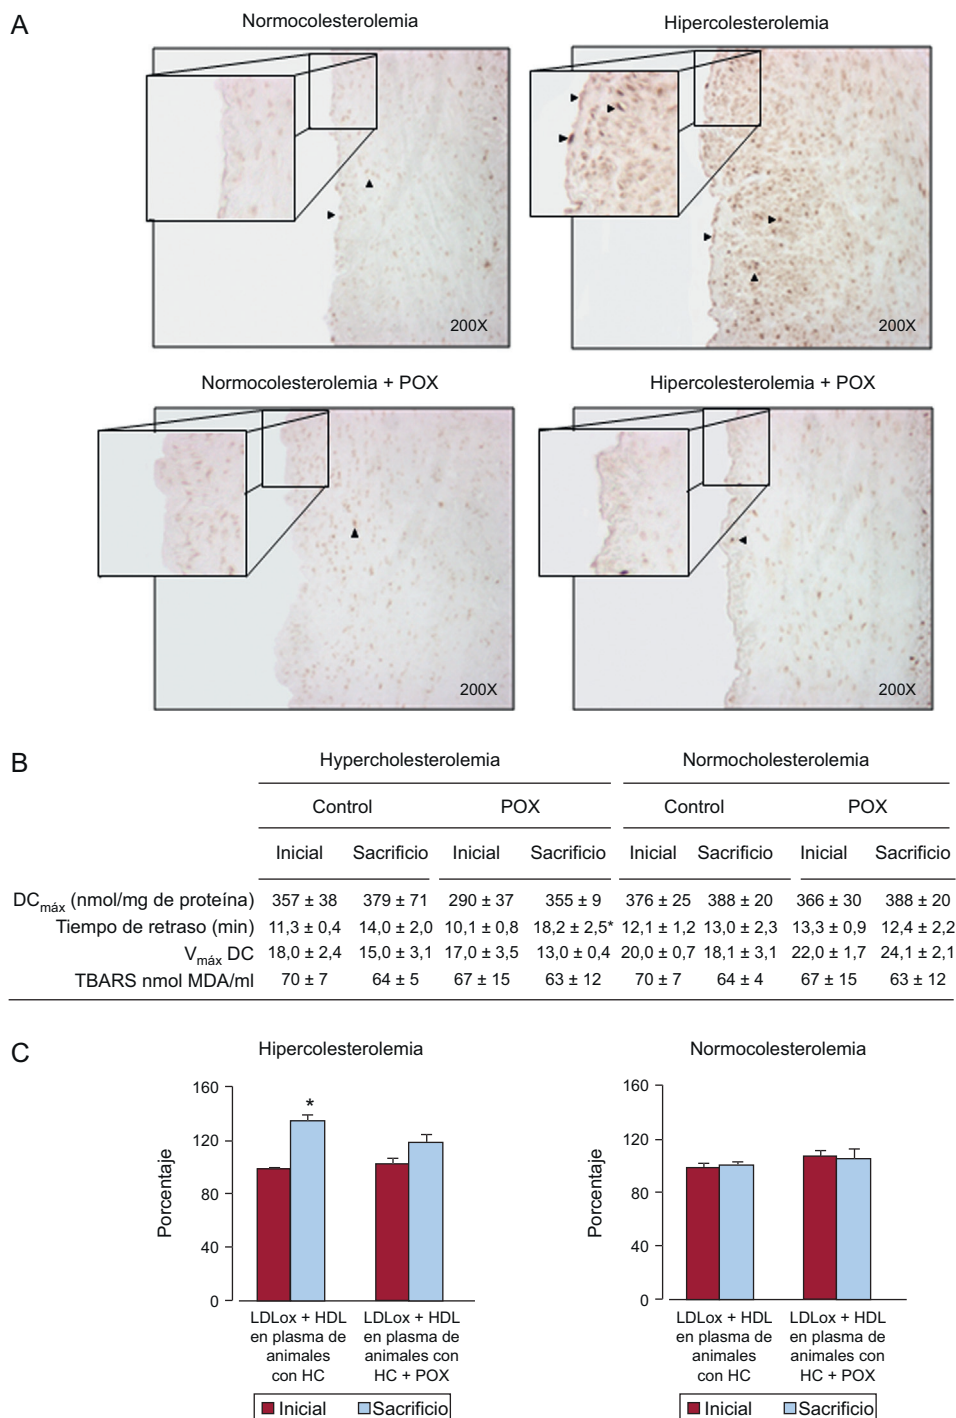 A
Normocolesterolemia
Hipercolesterolemia
200X
200X
Normocolesterolemia + POX
Hipercolesterolemia + POX
200X
200X
B
Hypercholesterolemia
Normocholesterolemia
Control
POX
Control
POX
Inicial Sacrificio Inicial Sacrificio Inicial Sacrificio Inicial Sacrificio
DCmáx (nmol/mg de proteína) 357 ± 38 379 ± 71 290 ± 37 355 ± 9 376 ± 25 388 ± 20 366 ± 30 388 ± 20
Tiempo de retraso (min) 11,3 ± 0,4 14,0 ± 2,0 10,1 ± 0,8 18,2 ± 2,5* 12,1 ± 1,2 13,0 ± 2,3 13,3 ± 0,9 12,4 ± 2,2
Vmáx DC 18,0 ± 2,4 15,0 ± 3,1 17,0 ± 3,5 13,0 ± 0,4 20,0 ± 0,7 18,1 ± 3,1 22,0 ± 1,7 24,1 ± 2,1
TBARS nmol MDA/ml 70 ± 7 64 ± 5 67 ± 15 63 ± 12 70 ± 7 64 ± 4 67 ± 15 63 ± 12
C
Hipercolesterolemia
Porcentaje
160
120
80
40
0
*
LDLox + HDL
en plasma de
animales
con HC
LDLox + HDL
en plasma de
animales con
HC + POX
Inicial Sacrificio
Normocolesterolemia
Porcentaje
160
120
80
40
0
LDLox + HDL
en plasma de
animales
con HC
LDLox + HDL
en plasma de
animales con
HC + POX
Inicial Sacrificio